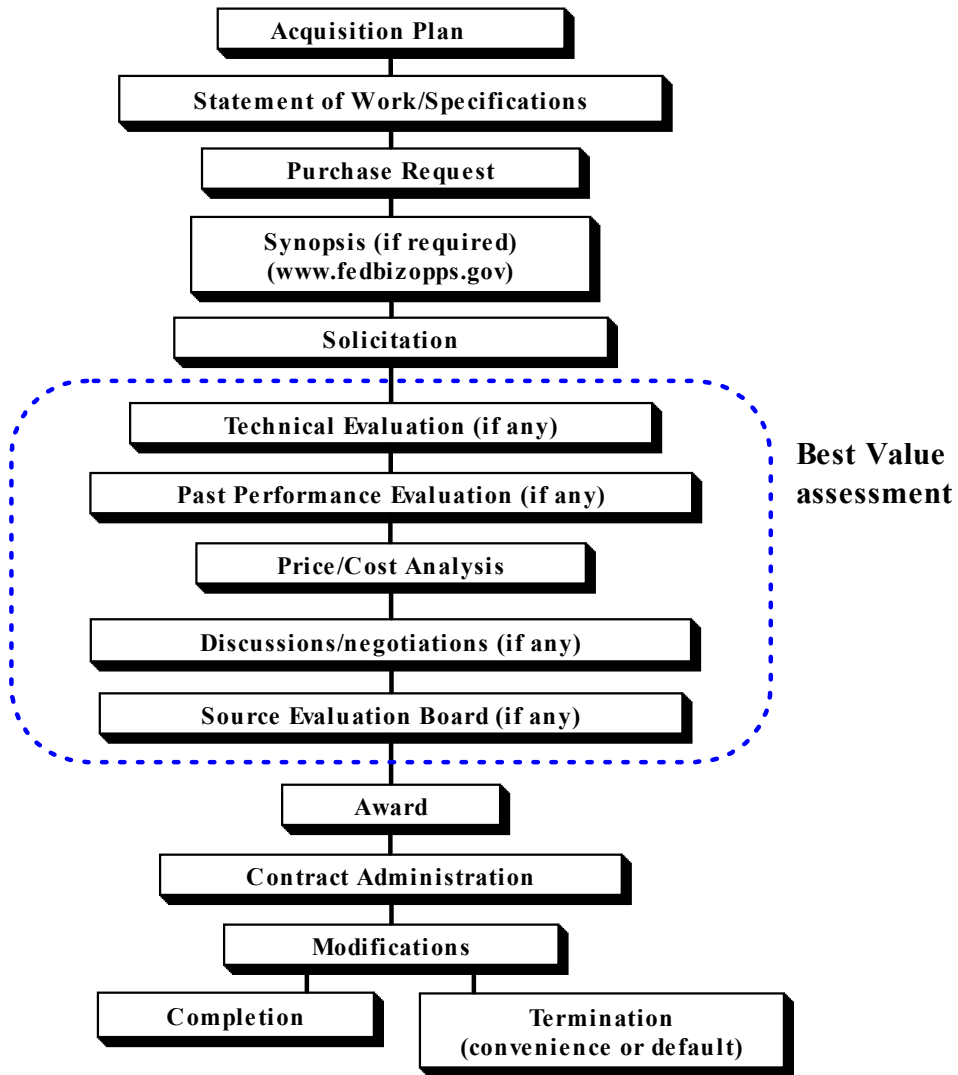 Acquisition Plan
Statement of Work/Specifications
Purchase Request
Synopsis (if required)
(www.fedbizopps.gov)
Solicitation
Technical Evaluation (if any)
Best Value
assessment
Past Performance Evaluation (if any)
Price/Cost Analysis
Discussions/negotiations (if any)
Source Evaluation Board (if any)
Award
Contract Administration
Modifications
Completion
Termination
(convenience or default)